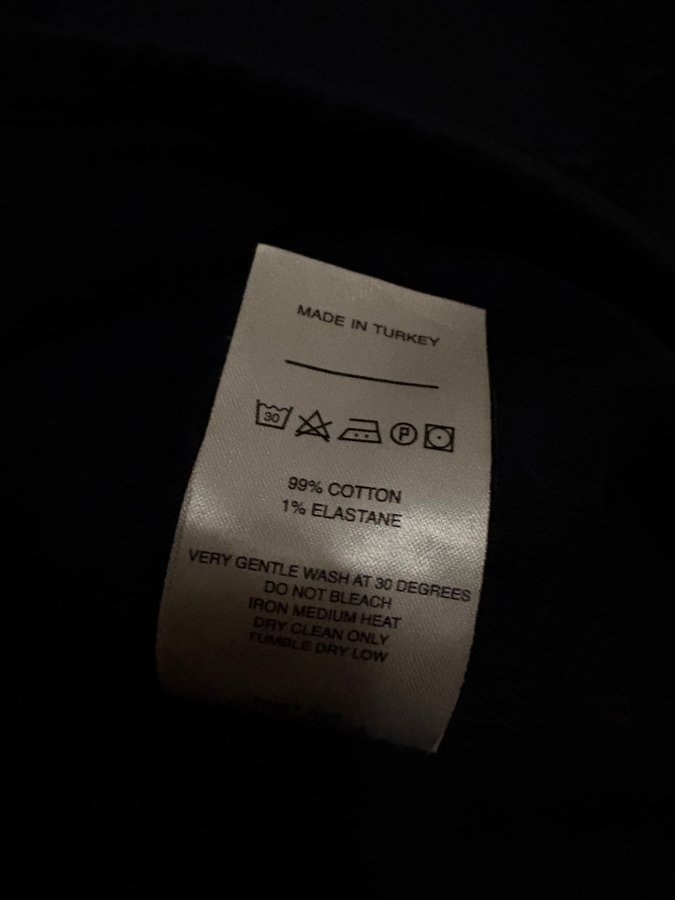 MADE IN TURKEY
30
P
99% COTTON
1% ELASTANE
VERY GENTLE WASH AT 30 DEGREES
DO NOT BLEACH
IRON MEDIUM HEAT
DRY CLEAN ONLY
TUMBLE DRY LOW